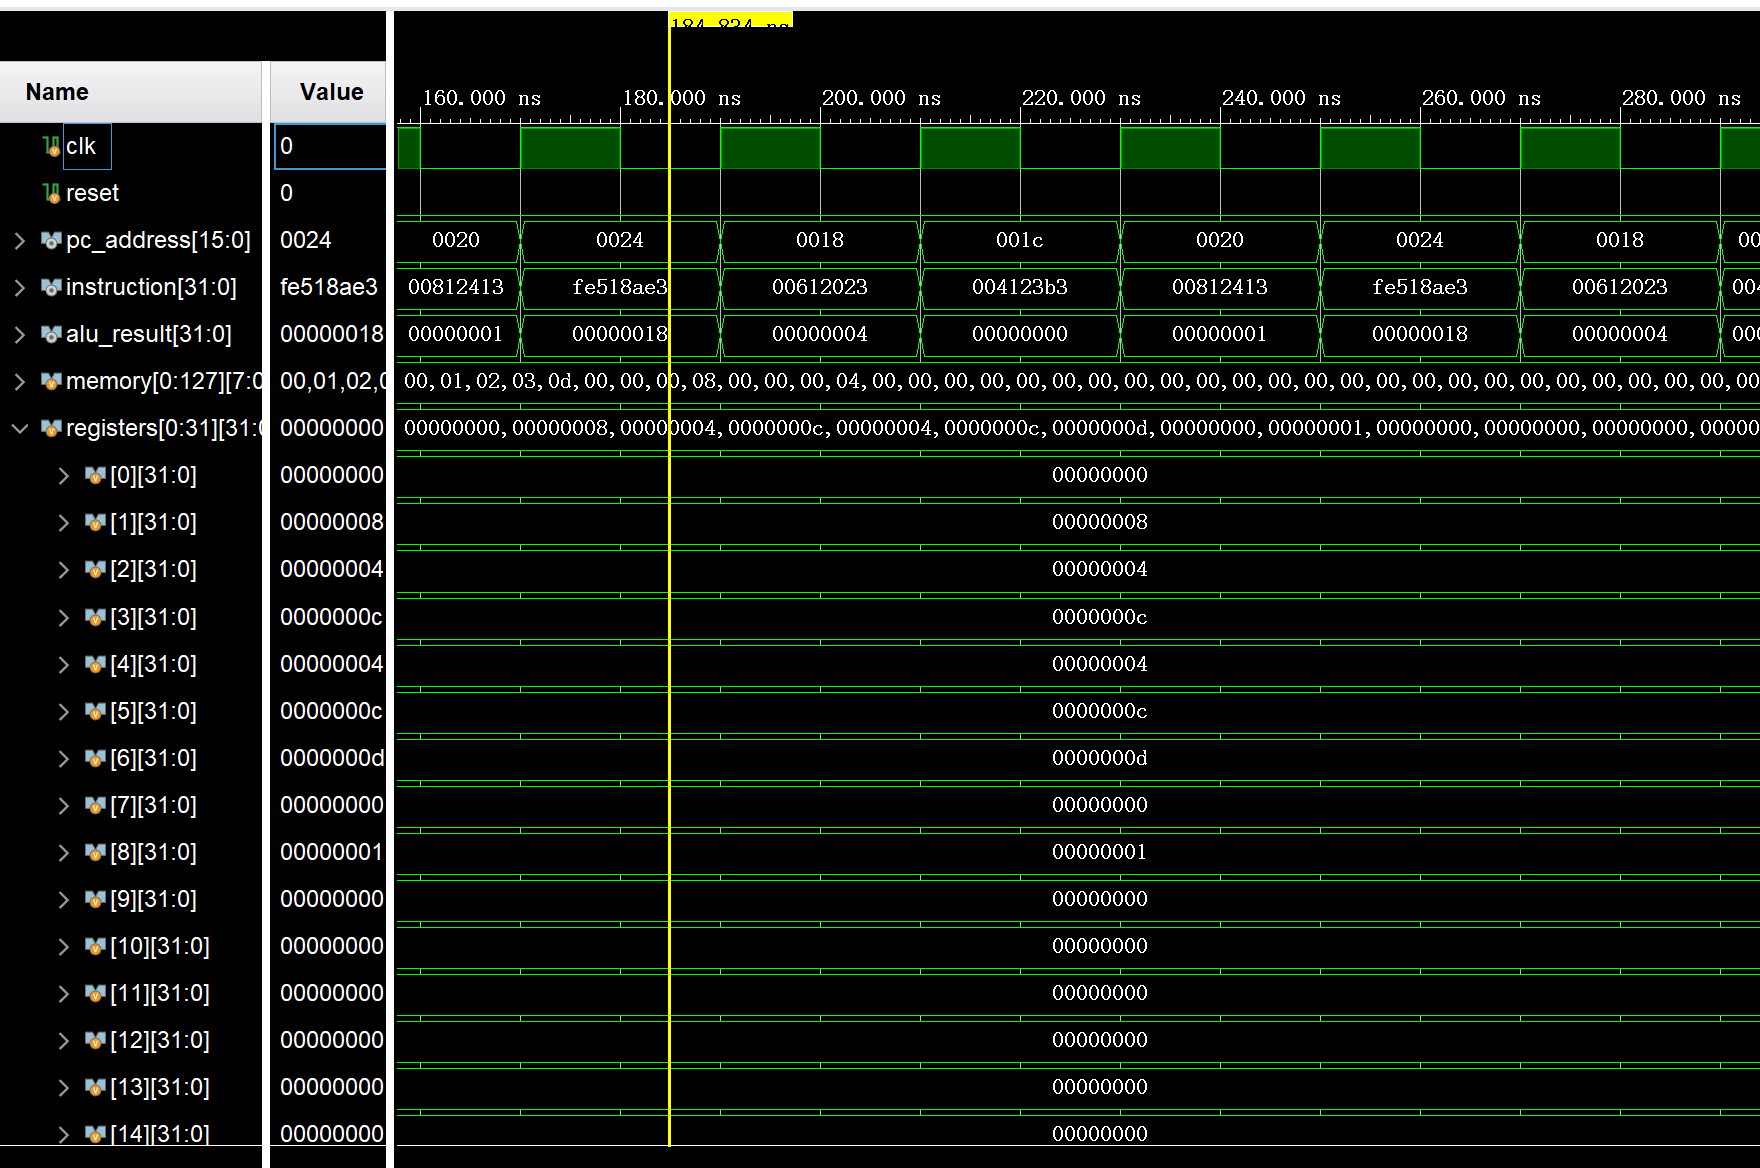 184.834 ns
Name Value 160.000 ns 180.000 ns 200.000 ns 220.000 ns 240.000 ns 260.000 ns 280.000 ns
clk 0
reset 0
pc_address[15:0] 0024 0020 0024 0018 001c 0020 0024 0018 00
instruction[31:0] fe518ae3 00812413 fe518ae3 00612023 004123b3 00812413 fe518ae3 00612023 004
alu_result[31:0] 00000018 00000001 00000018 00000004 00000000 00000001 00000018 00000004 000
memory[0:127][7:0 00,01,02,0 00,01,02,03,0d,00,00,00,08,00,00,00,04,00,00,00,00,00,00,00,00,00,00,00,00,00,00,00,00
registers[0:31][31:0 00000000 00000000,00000008,00000004,0000000c,00000004,0000000c,0000000d,00000000,00000001,00000000,00000000,00000000,00000
[0][31:0] 00000000 00000000
[1][31:0] 00000008 00000008
[2][31:0] 00000004 00000004
[3][31:0] 0000000c 0000000c
[4][31:0] 00000004 00000004
[5][31:0] 0000000c 0000000c
[6][31:0] 0000000d 0000000d
[7][31:0] 00000000 00000000
[8][31:0] 00000001 00000001
[9][31:0] 00000000 00000000
[10][31:0] 00000000 00000000
[11][31:0] 00000000 00000000
[12][31:0] 00000000 00000000
[13][31:0] 00000000 00000000
[14][31:0] 00000000 00000000